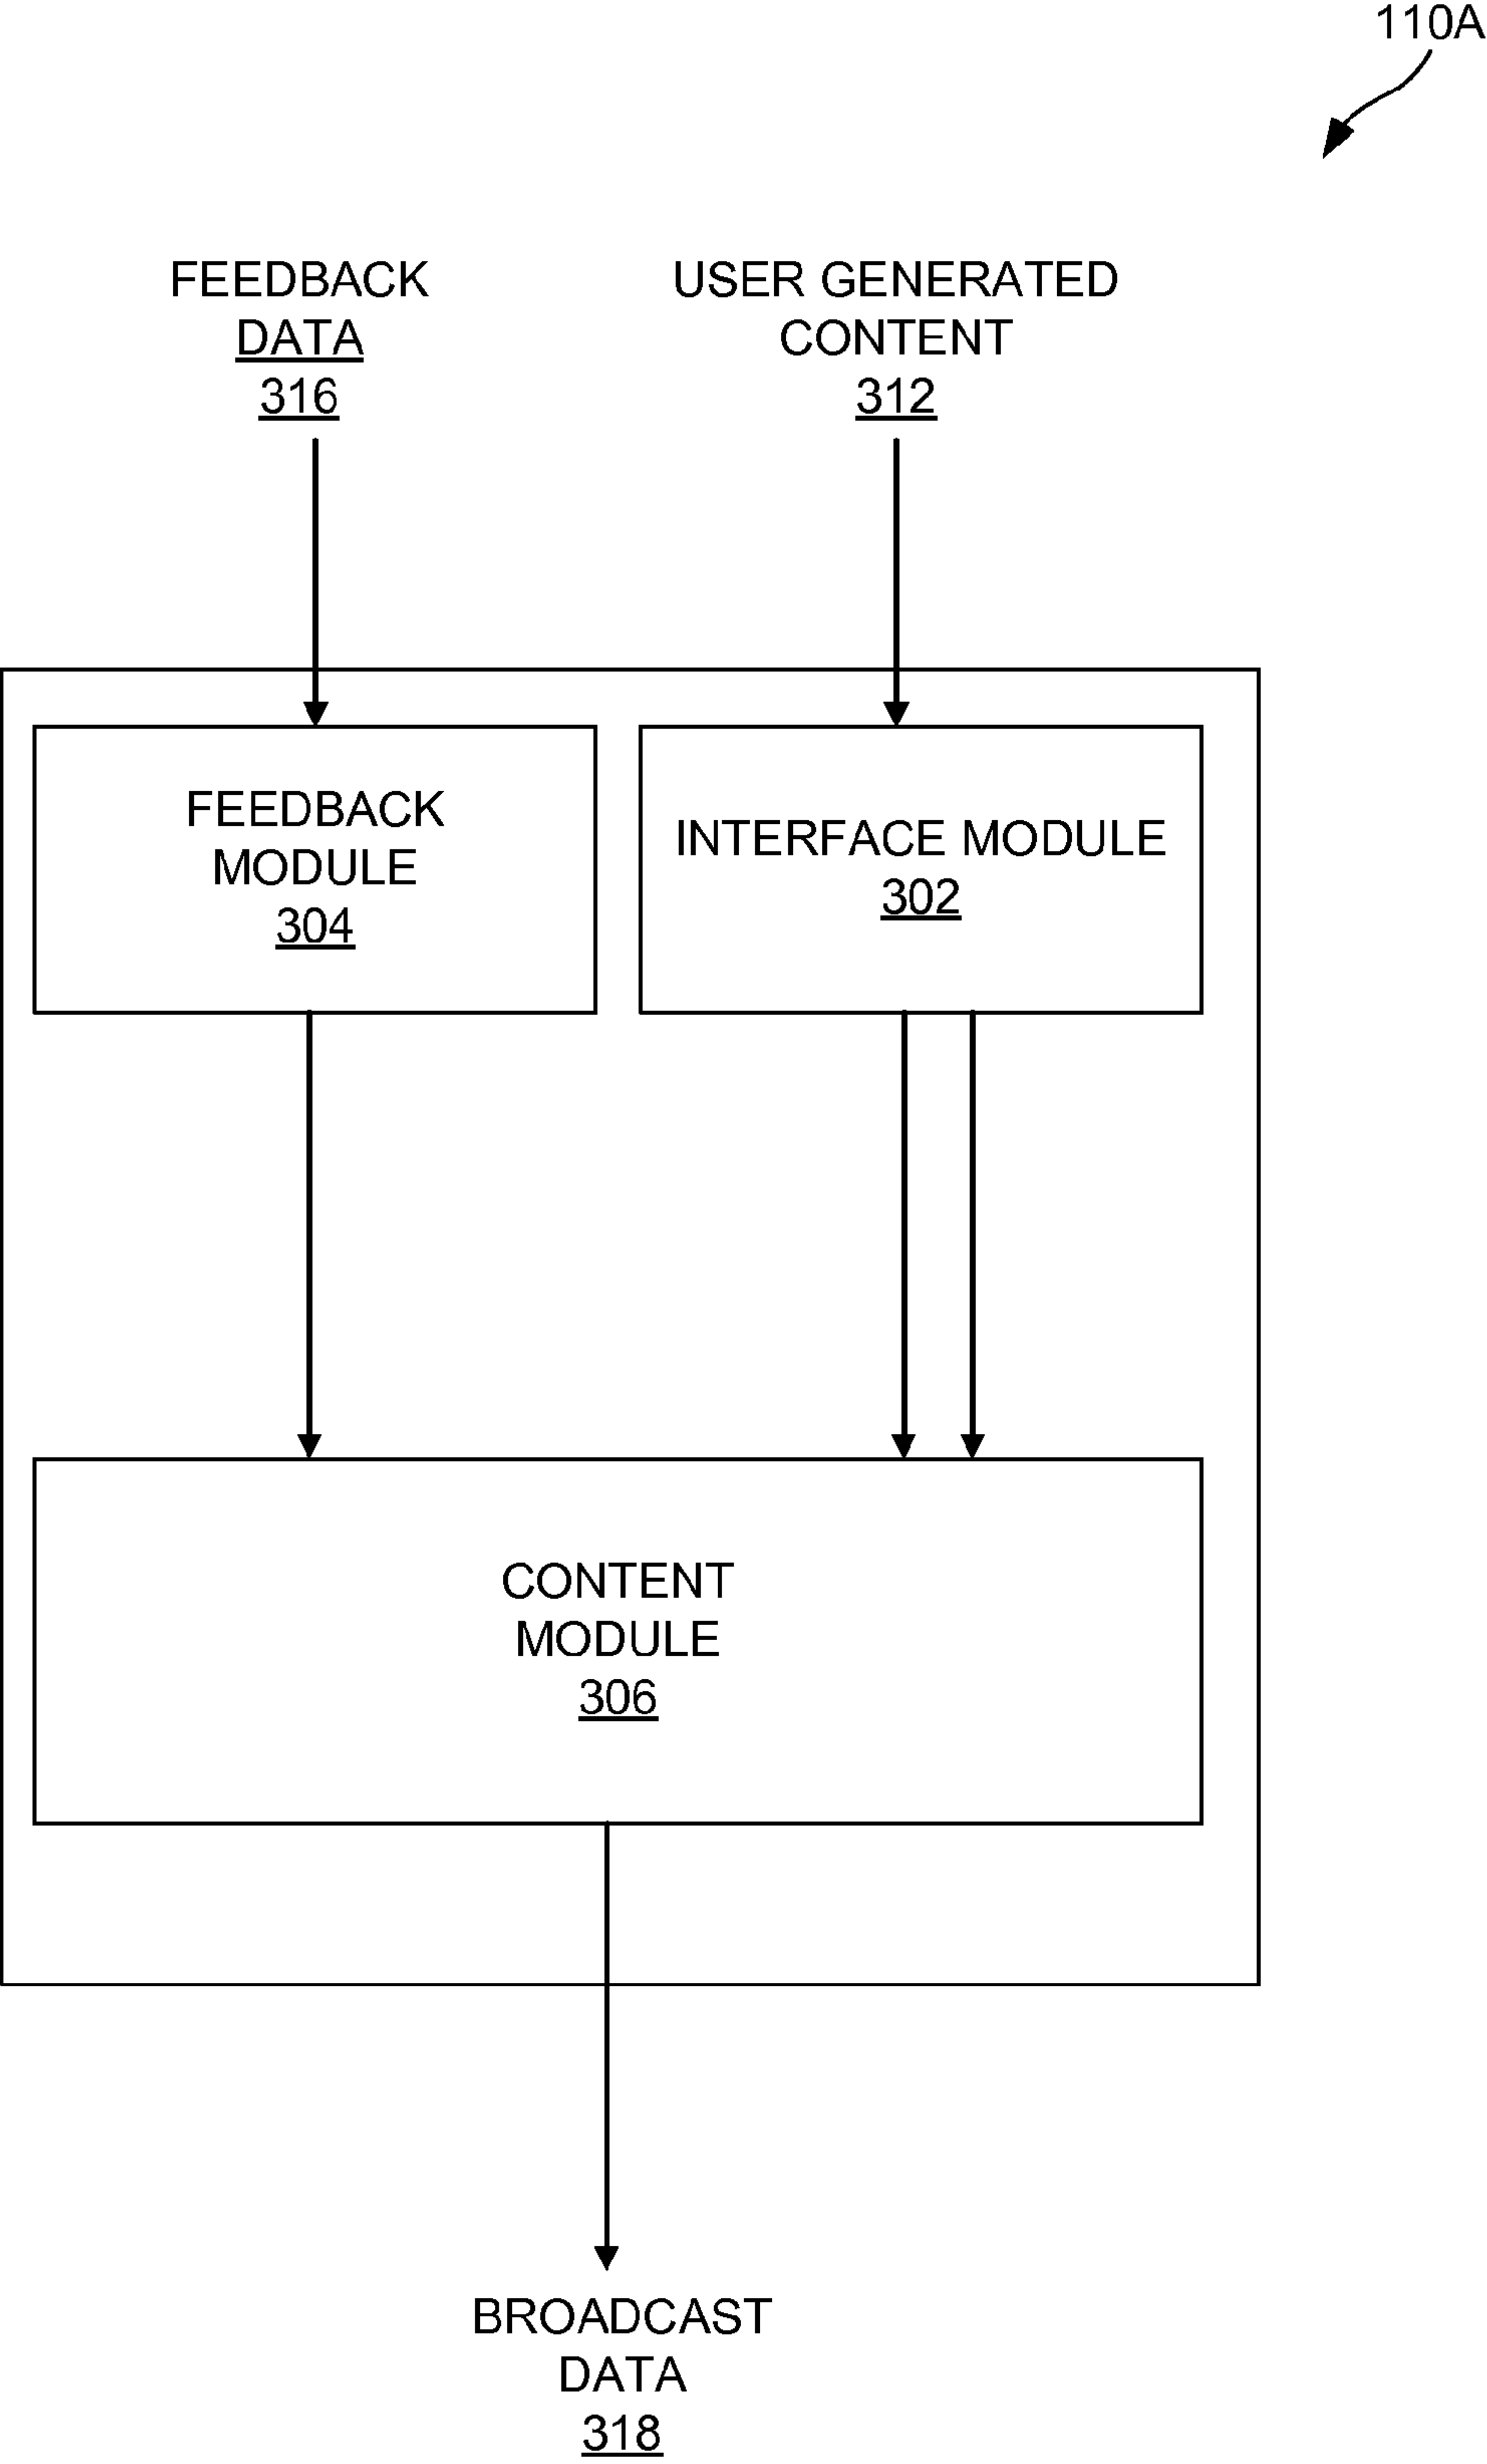 110A
FEEDBACK
DATA
316
USER GENERATED
CONTENT
312
FEEDBACK
MODULE
304
INTERFACE MODULE
302
CONTENT
MODULE
306
BROADCAST
DATA
318